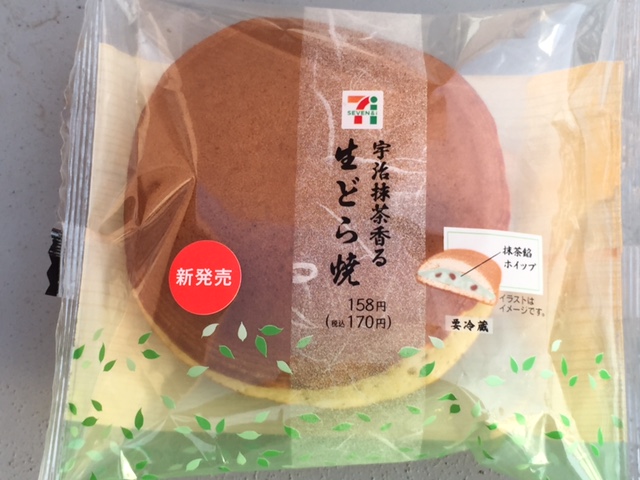 SEVEN&i
宇治抹茶香る
生どら焼
158円
(税込170円)
新発売
抹茶餡
ホイップ
イラストは
イメージです。
要冷蔵